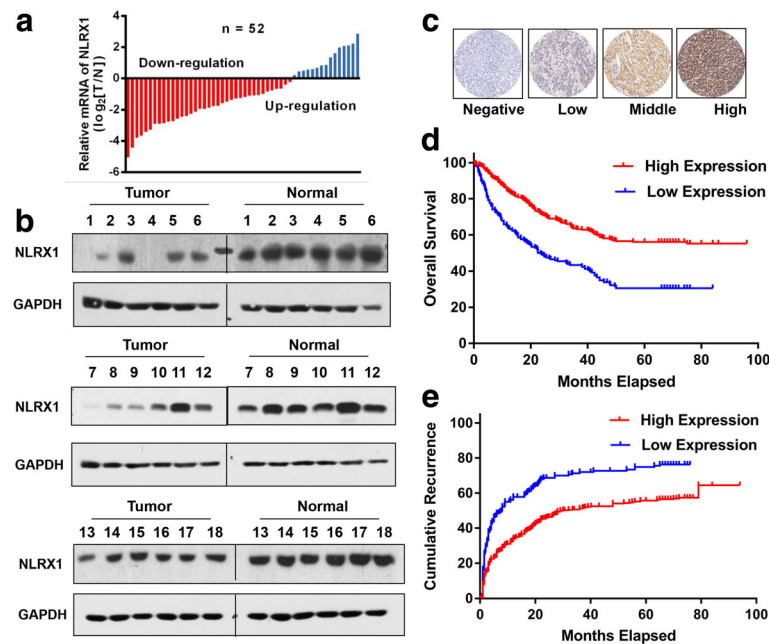 a
Relative mRNA of NLRX1
(log2[T/N])
4
2
0
-2
-4
-6
n = 52
Down-regulation
Up-regulation
b
Tumor Normal
1 2 3 4 5 6 1 2 3 4 5 6
NLRX1
GAPDH
Tumor Normal
7 8 9 10 11 12 7 8 9 10 11 12
NLRX1
GAPDH
Tumor Normal
13 14 15 16 17 18 13 14 15 16 17 18
NLRX1
GAPDH
c
Negative Low Middle High
d
Overall Survival
100
80
60
40
20
0
High Expression
Low Expression
0 20 40 60 80 100
Months Elapsed
e
Cumulative Recurrence
100
80
60
40
20
0
High Expression
Low Expression
0 20 40 60 80 100
Months Elapsed